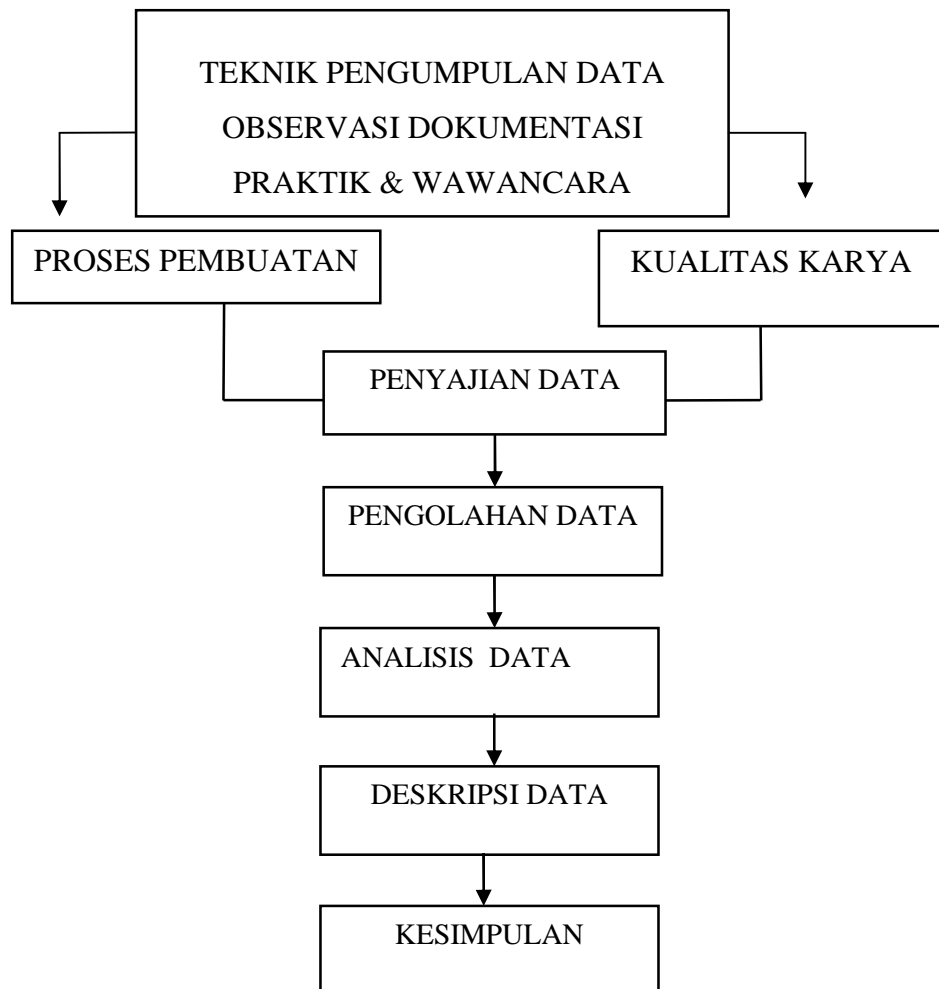 TEKNIK PENGUMPULAN DATA
OBSERVASI DOKUMENTASI
PRAKTIK & WAWANCARA
PROSES PEMBUATAN
KUALITAS KARYA
PENYAJIAN DATA
PENGOLAHAN DATA
ANALISIS DATA
DESKRIPSI DATA
KESIMPULAN